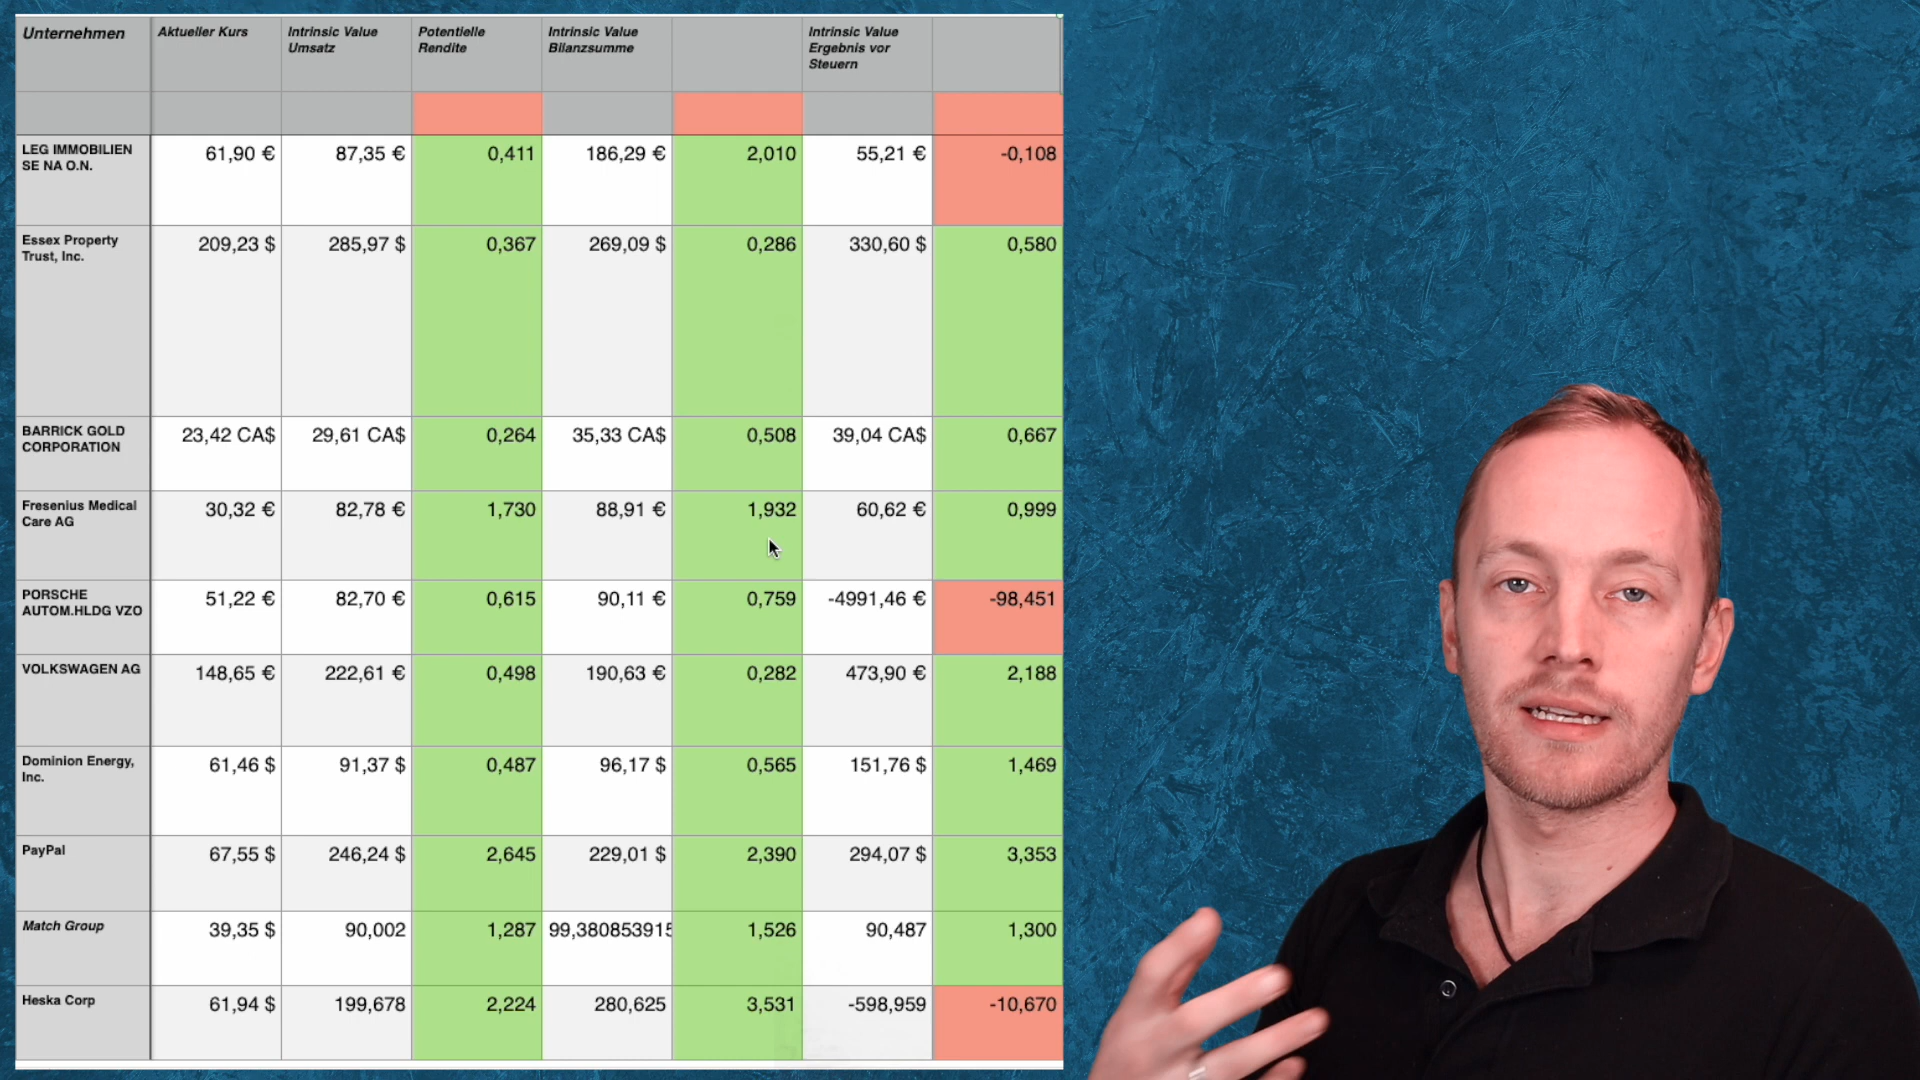 Unternehmen Aktueller Kurs Intrinsic Value Potentielle Intrinsic Value Intrinsic Value
Umsatz Rendite Bilanzsumme Ergebnis vor
Steuern
LEG IMMOBILIEN 61,90 € 87,35 € 0,411 186,29 € 2,010 55,21 € -0,108
SE NA O.N.
Essex Property 209,23 $ 285,97 $ 0,367 269,09 $ 0,286 330,60 $ 0,580
Trust, Inc.
BARRICK GOLD 23,42 CA$ 29,61 CA$ 0,264 35,33 CA$ 0,508 39,04 CA$ 0,667
CORPORATION
Fresenius Medical 30,32 € 82,78 € 1,730 88,91 € 1,932 60,62 € 0,999
Care AG
PORSCHE 51,22 € 82,70 € 0,615 90,11 € 0,759 -4991,46 € -98,451
AUTOM.HLDG VZO
VOLKSWAGEN AG 148,65 € 222,61 € 0,498 190,63 € 0,282 473,90 € 2,188
Dominion Energy, 61,46 $ 91,37 $ 0,487 96,17 $ 0,565 151,76 $ 1,469
Inc.
PayPal 67,55 $ 246,24 $ 2,645 229,01 $ 2,390 294,07 $ 3,353
Match Group 39,35 $ 90,002 1,287 99,380853915 1,526 90,487 1,300
Heska Corp 61,94 $ 199,678 2,224 280,625 3,531 -598,959 -10,670